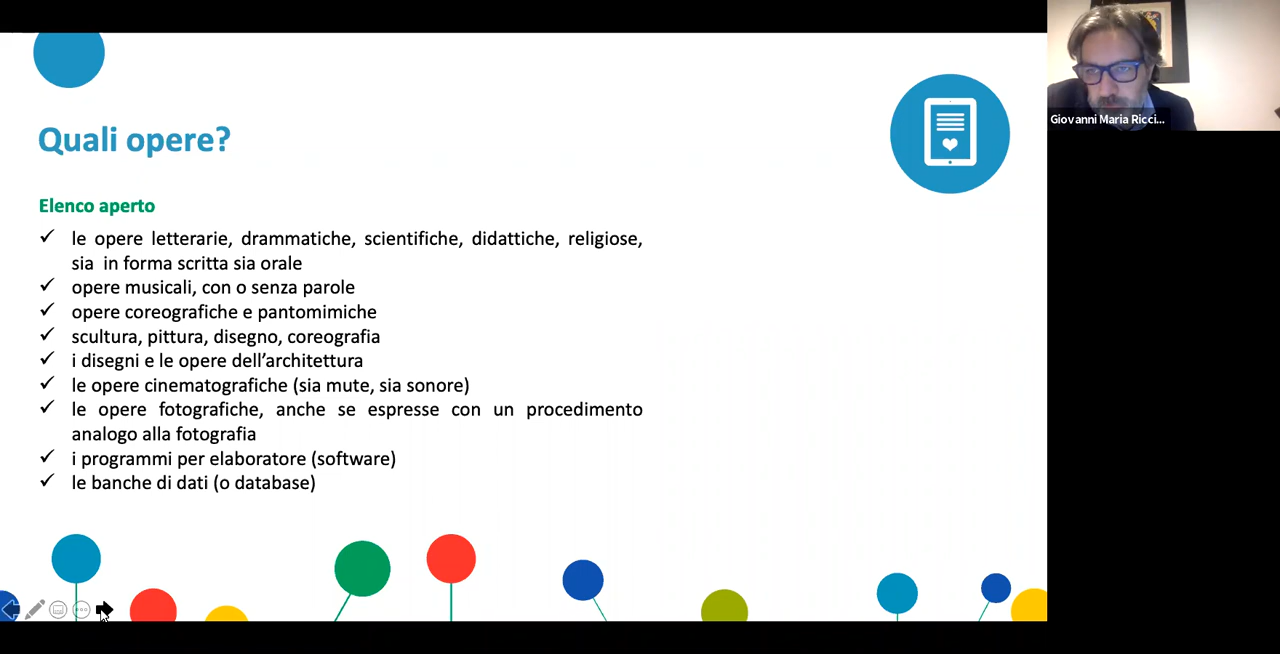 Quali opere?
Elenco aperto
✓ le opere letterarie, drammatiche, scientifiche, didattiche, religiose,
sia in forma scritta sia orale
✓ opere musicali, con o senza parole
✓ opere coreografiche e pantomimiche
✓ scultura, pittura, disegno, coreografia
✓ i disegni e le opere dell’architettura
✓ le opere cinematografiche (sia mute, sia sonore)
✓ le opere fotografiche, anche se espresse con un procedimento
analogo alla fotografia
✓ i programmi per elaboratore (software)
✓ le banche di dati (o database)
Giovanni Maria Ricci...